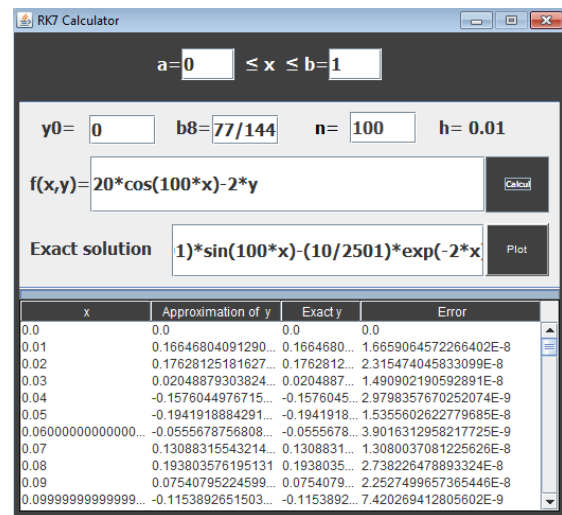 RK7 Calculator
a= 0 ≤ x ≤ b= 1
y0= 0 b8= 77/144 n= 100 h= 0.01
f(x,y)= 20*cos(100*x)-2*y Calcul
Exact solution 1)*sin(100*x)-(10/2501)*exp(-2*x Plot
x Approximation of y Exact y Error
0.0 0.0 0.0 0.0
0.01 0.16646804091290... 0.1664680... 1.6659064572266402E-8
0.02 0.17628125181627... 0.1762812... 2.315474045833099E-8
0.03 0.02048879303824... 0.0204887... 1.490902190592891E-8
0.04 -0.1576044976715... -0.1576045... 2.9798357670252074E-9
0.05 -0.1941918884291... -0.1941918... 1.5355602622779685E-8
0.06000000000000... -0.0555678756808... -0.0555678... 3.9016312958217725E-9
0.07 0.13088315543214... 0.1308831... 1.3080037081225626E-8
0.08 0.193803576195131 0.1938035... 2.738226478893324E-8
0.09 0.07540795224599... 0.0754079... 2.2527499657365446E-8
0.09999999999999... -0.1153892651503... -0.1153892... 7.420269412805602E-9